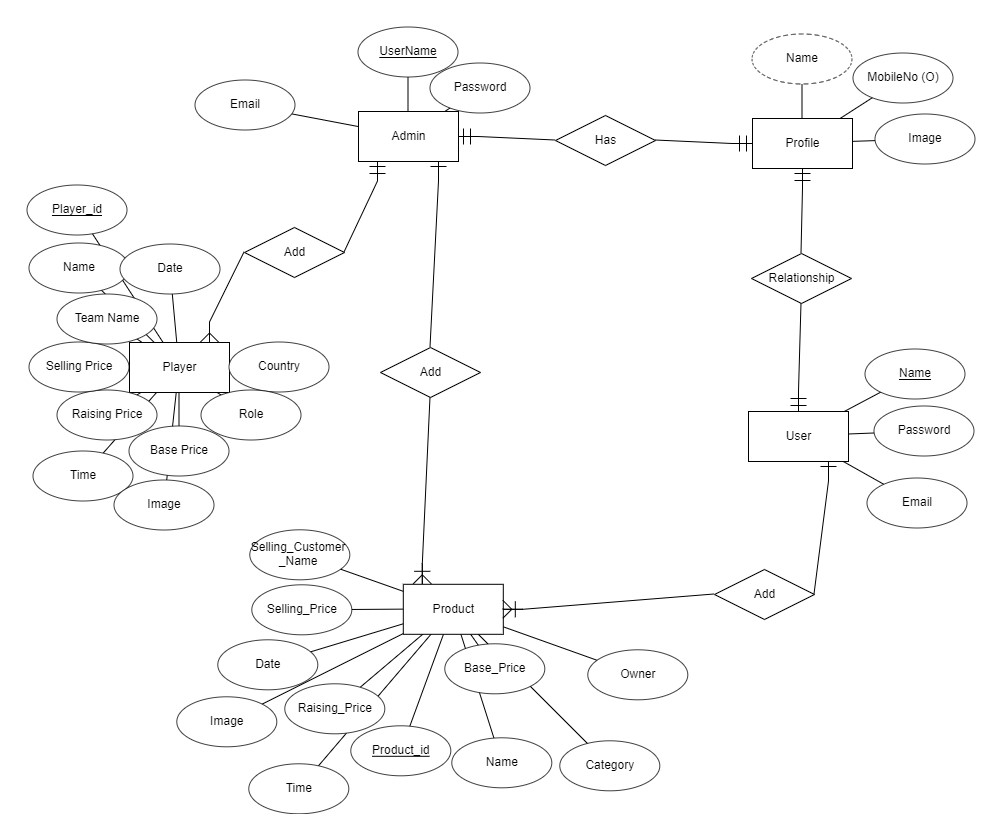 UserName
Name
Password
MobileNo (O)
Email
Admin
Has
Profile
Image
Player_id
Add
Name
Date
Relationship
Team Name
Selling Price
Player
Country
Add
Name
Raising Price
Role
User
Password
Base Price
Time
Image
Email
Selling_Customer
_Name
Selling_Price
Product
Add
Date
Base_Price
Owner
Image
Raising_Price
Product_id
Name
Category
Time